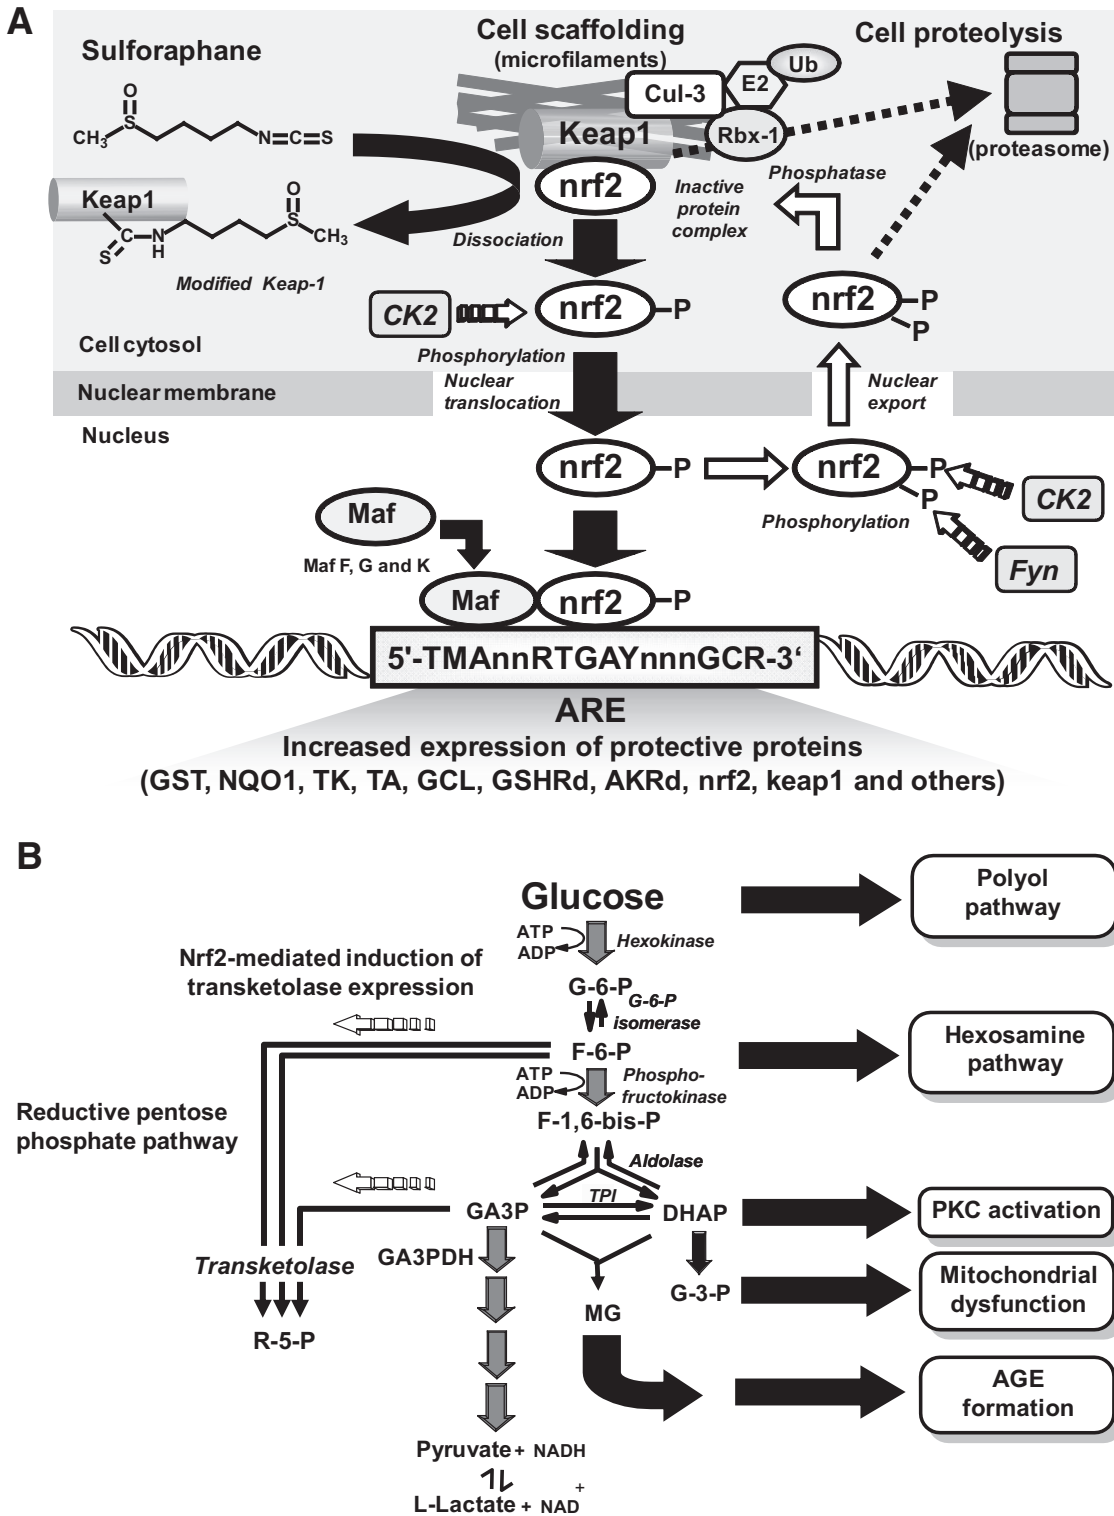 A
Sulforaphane
Cell scaffolding
(microfilaments)
Cell proteolysis
Ub
E2
Cul-3
Rbx-1
Keap1
(proteasome)
O
S
CH3
N=C=S
nrf2
Inactive
protein
complex
Phosphatase
Keap1
C
N
H
S
O
S
CH3
Modified Keap-1
Dissociation
CK2
nrf2
P
nrf2
P
P
Phosphorylation
Cell cytosol
Nuclear membrane
Nuclear
translocation
Nuclear
export
Nucleus
nrf2
P
nrf2
P
P
CK2
Phosphorylation
Fyn
Maf
Maf F, G and K
Maf
nrf2
P
5'-TMAnnRTGAYnnnGCR-3‘
ARE
Increased expression of protective proteins
(GST, NQO1, TK, TA, GCL, GSHRd, AKRd, nrf2, keap1 and others)
B
Glucose
Polyol
pathway
ATP
ADP
Hexokinase
Nrf2-mediated induction of
transketolase expression
G-6-P
G-6-P
isomerase
F-6-P
Hexosamine
pathway
ATP
ADP
Phospho-
fructokinase
Reductive pentose
phosphate pathway
F-1,6-bis-P
Aldolase
TPI
GA3P
DHAP
PKC activation
GA3PDH
Transketolase
G-3-P
Mitochondrial
dysfunction
MG
R-5-P
AGE
formation
Pyruvate + NADH
L-Lactate + NAD+